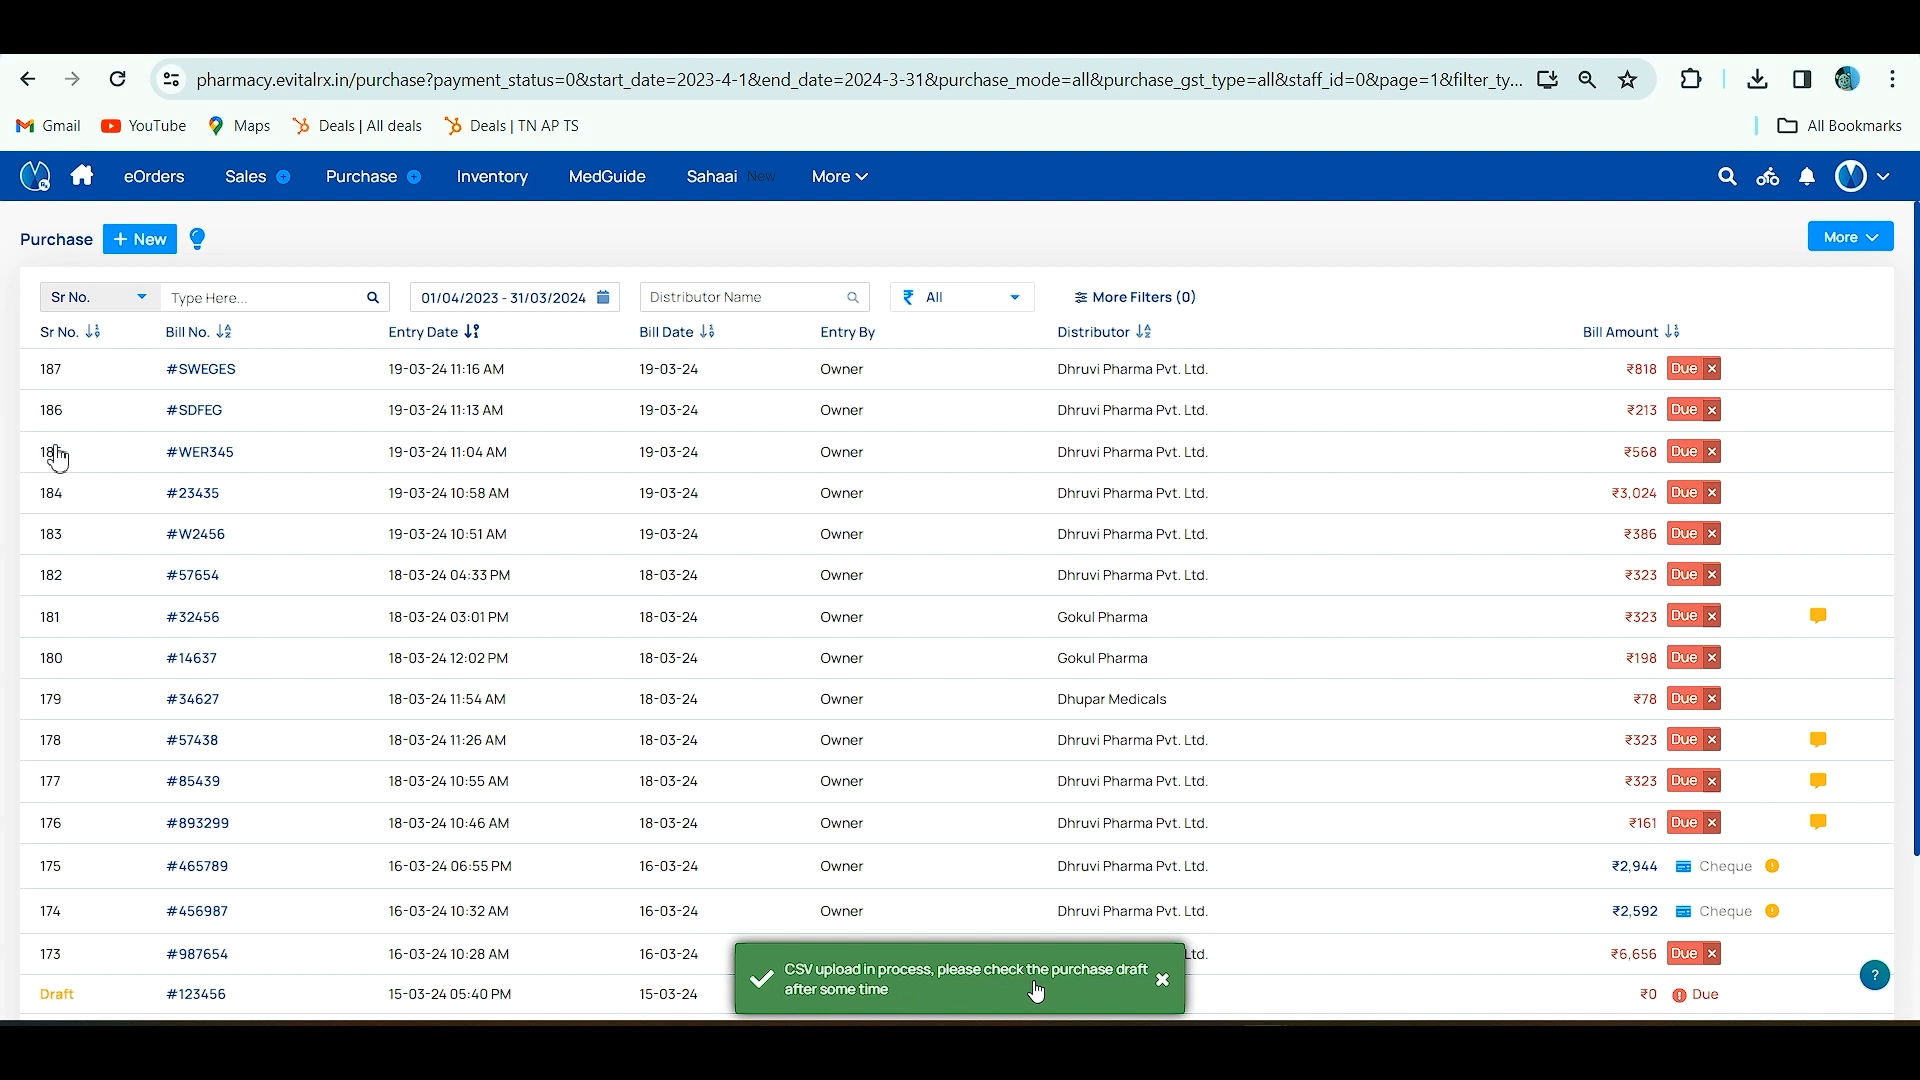 pharmacy.evitalrx.in/purchase?payment_status=0&start_date=2023-4-1&end_date=2024-3-31&purchase_mode=all&purchase_gst_type=all&staff_id=0&page=1&filter_ty...
Gmail YouTube Maps Deals | All deals Deals | TN AP TS All Bookmarks
eOrders Sales Purchase Inventory MedGuide Sahaai New More
Purchase + New More
Sr No. Type Here... 01/04/2023 - 31/03/2024 Distributor Name ₹ All More Filters (0)
Sr No. Bill No. Entry Date Bill Date Entry By Distributor Bill Amount
187 #SWEGES 19-03-24 11:16 AM 19-03-24 Owner Dhruvi Pharma Pvt. Ltd. ₹818 Due ×
186 #SDFEG 19-03-24 11:13 AM 19-03-24 Owner Dhruvi Pharma Pvt. Ltd. ₹213 Due ×
#WER345 19-03-24 11:04 AM 19-03-24 Owner Dhruvi Pharma Pvt. Ltd. ₹568 Due ×
184 #23435 19-03-24 10:58 AM 19-03-24 Owner Dhruvi Pharma Pvt. Ltd. ₹3,024 Due ×
183 #W2456 19-03-24 10:51 AM 19-03-24 Owner Dhruvi Pharma Pvt. Ltd. ₹386 Due ×
182 #57654 18-03-24 04:33 PM 18-03-24 Owner Dhruvi Pharma Pvt. Ltd. ₹323 Due ×
181 #32456 18-03-24 03:01 PM 18-03-24 Owner Gokul Pharma ₹323 Due ×
180 #14637 18-03-24 12:02 PM 18-03-24 Owner Gokul Pharma ₹198 Due ×
179 #34627 18-03-24 11:54 AM 18-03-24 Owner Dhupar Medicals ₹78 Due ×
178 #57438 18-03-24 11:26 AM 18-03-24 Owner Dhruvi Pharma Pvt. Ltd. ₹323 Due ×
177 #85439 18-03-24 10:55 AM 18-03-24 Owner Dhruvi Pharma Pvt. Ltd. ₹323 Due ×
176 #893299 18-03-24 10:46 AM 18-03-24 Owner Dhruvi Pharma Pvt. Ltd. ₹161 Due ×
175 #465789 16-03-24 06:55 PM 16-03-24 Owner Dhruvi Pharma Pvt. Ltd. ₹2,944 Cheque
174 #456987 16-03-24 10:32 AM 16-03-24 Owner Dhruvi Pharma Pvt. Ltd. ₹2,592 Cheque
173 #987654 16-03-24 10:28 AM 16-03-24 Ltd. ₹6,656 Due ×
CSV upload in process, please check the purchase draft
after some time
Draft #123456 15-03-24 05:40 PM 15-03-24 ₹0 Due
?